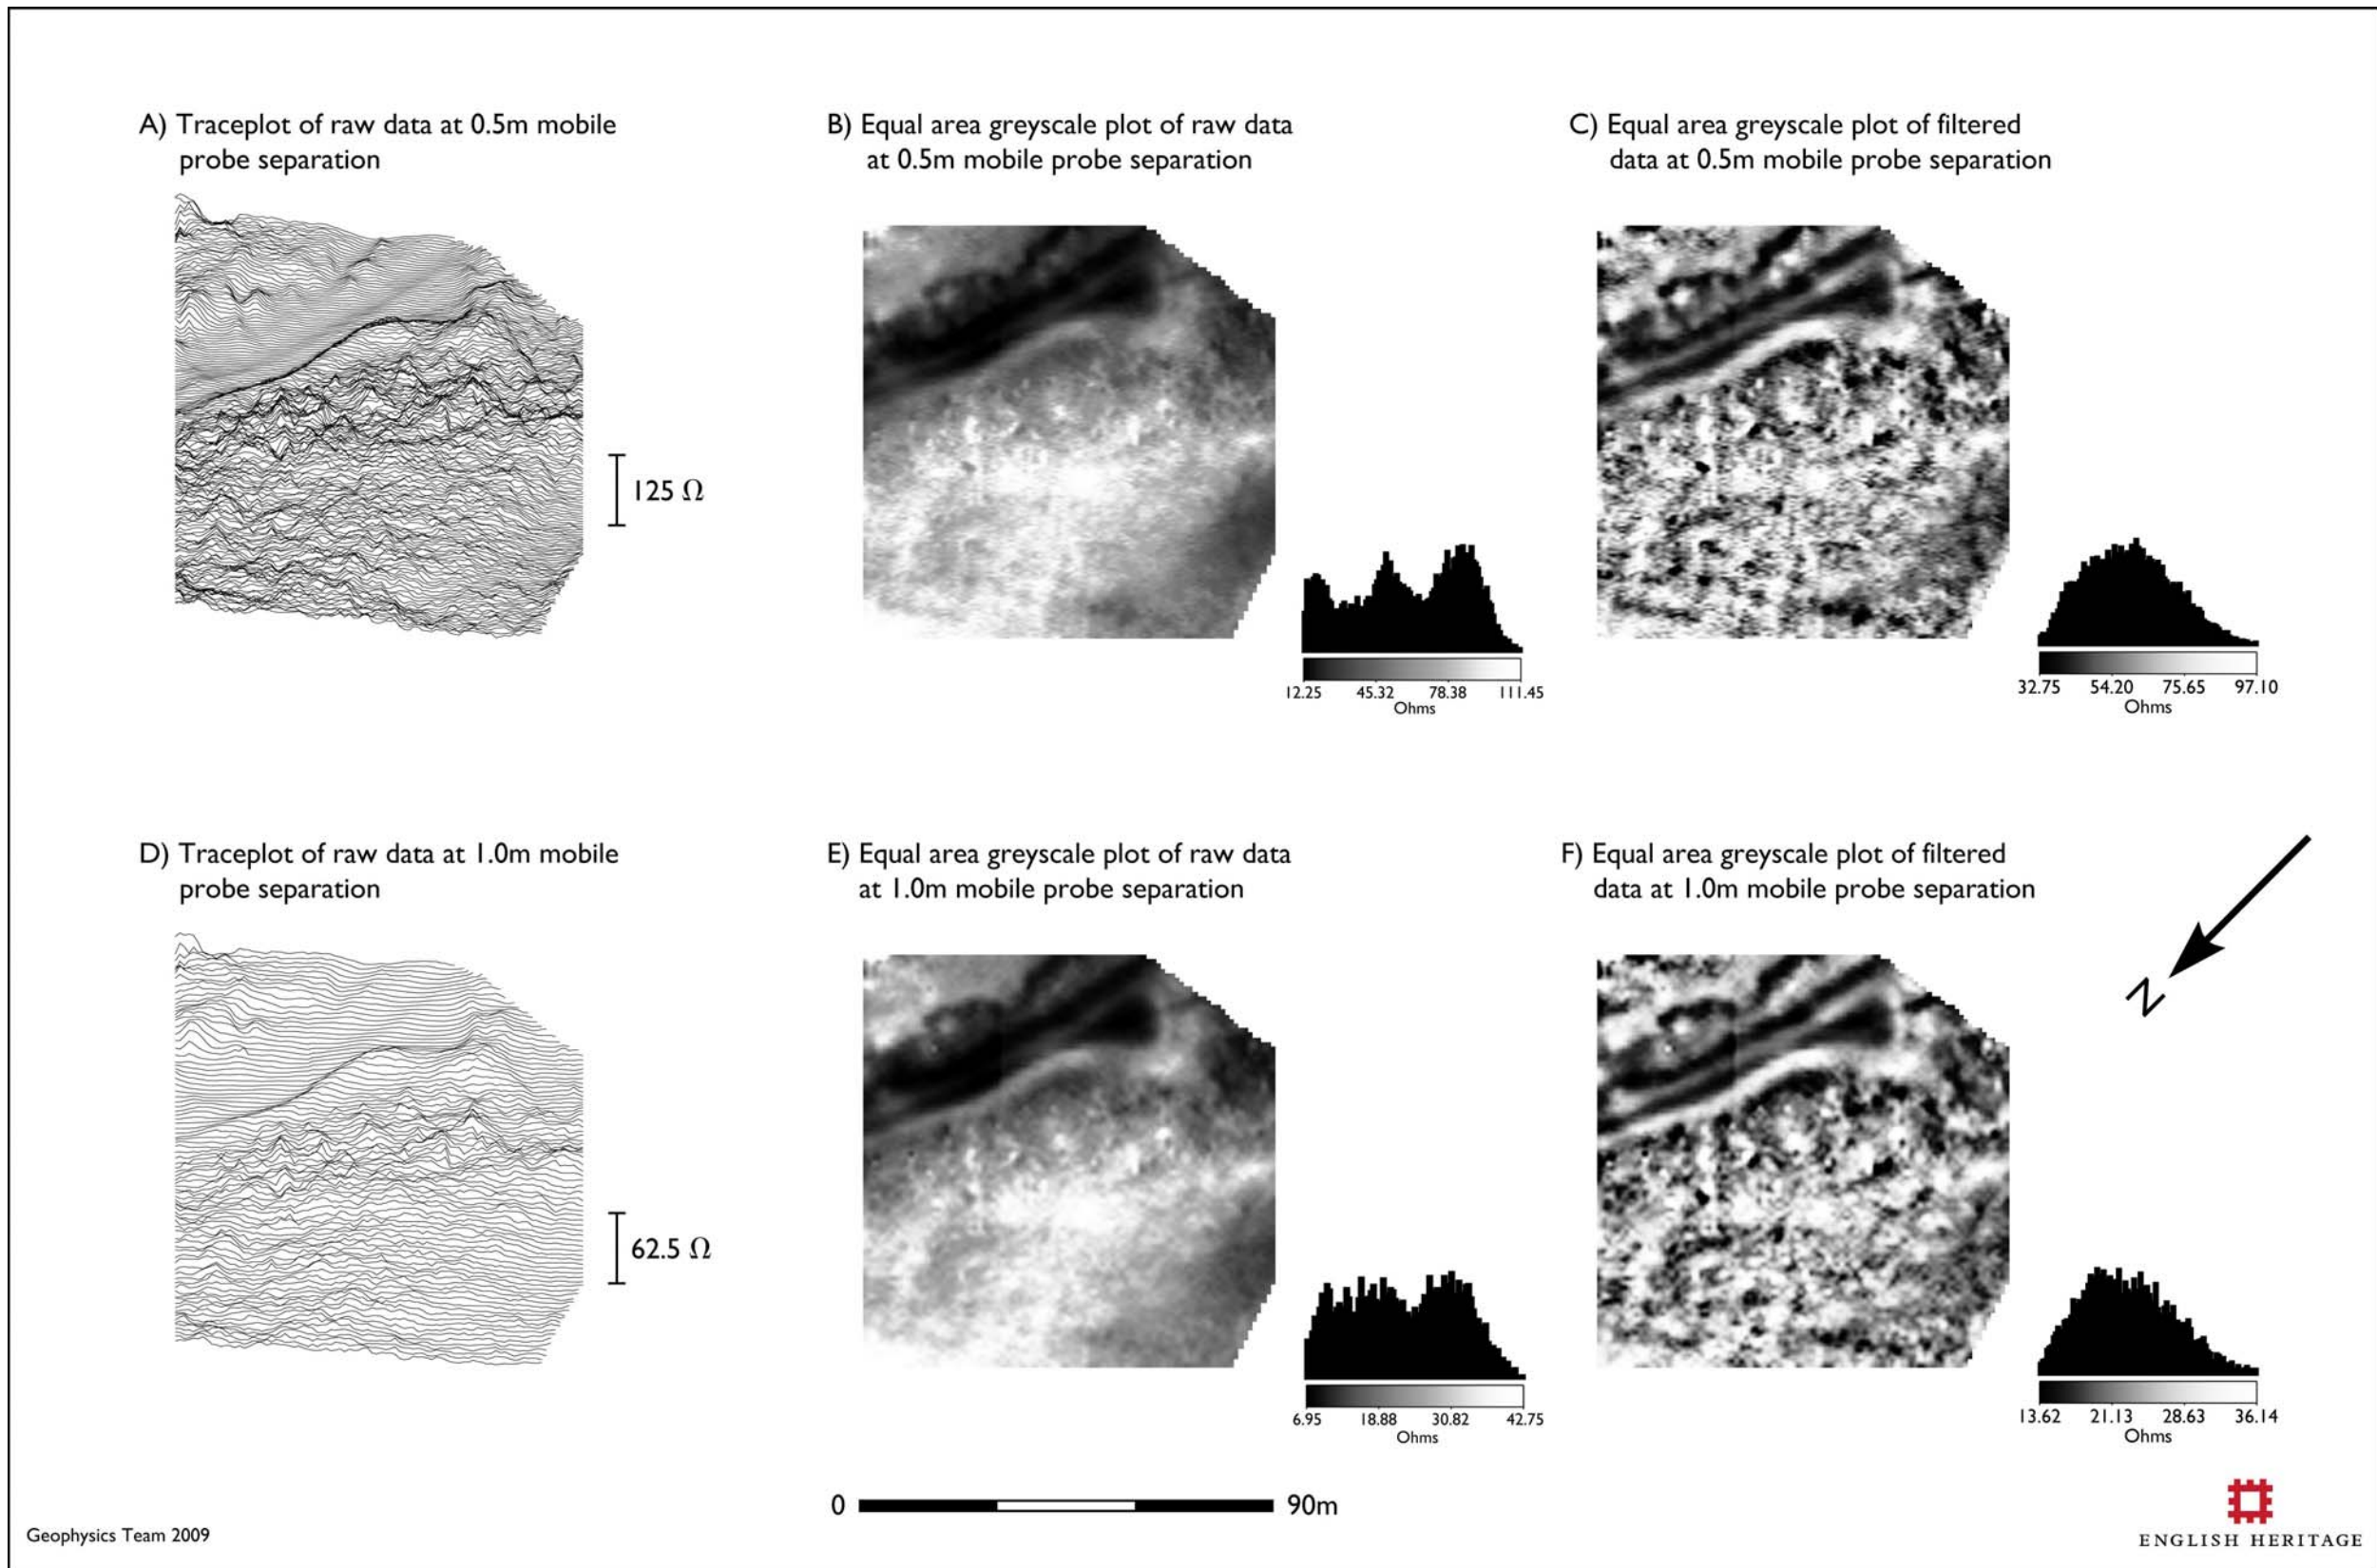 A) Traceplot of raw data at 0.5m mobile
probe separation
B) Equal area greyscale plot of raw data
at 0.5m mobile probe separation
C) Equal area greyscale plot of filtered
data at 0.5m mobile probe separation
125 Ω
12.25 45.32 78.38 111.45
Ohms
32.75 54.20 75.65 97.10
Ohms
D) Traceplot of raw data at 1.0m mobile
probe separation
E) Equal area greyscale plot of raw data
at 1.0m mobile probe separation
F) Equal area greyscale plot of filtered
data at 1.0m mobile probe separation
N
62.5 Ω
6.95 18.88 30.82 42.75
Ohms
13.62 21.13 28.63 36.14
Ohms
0 90m
Geophysics Team 2009
ENGLISH HERITAGE